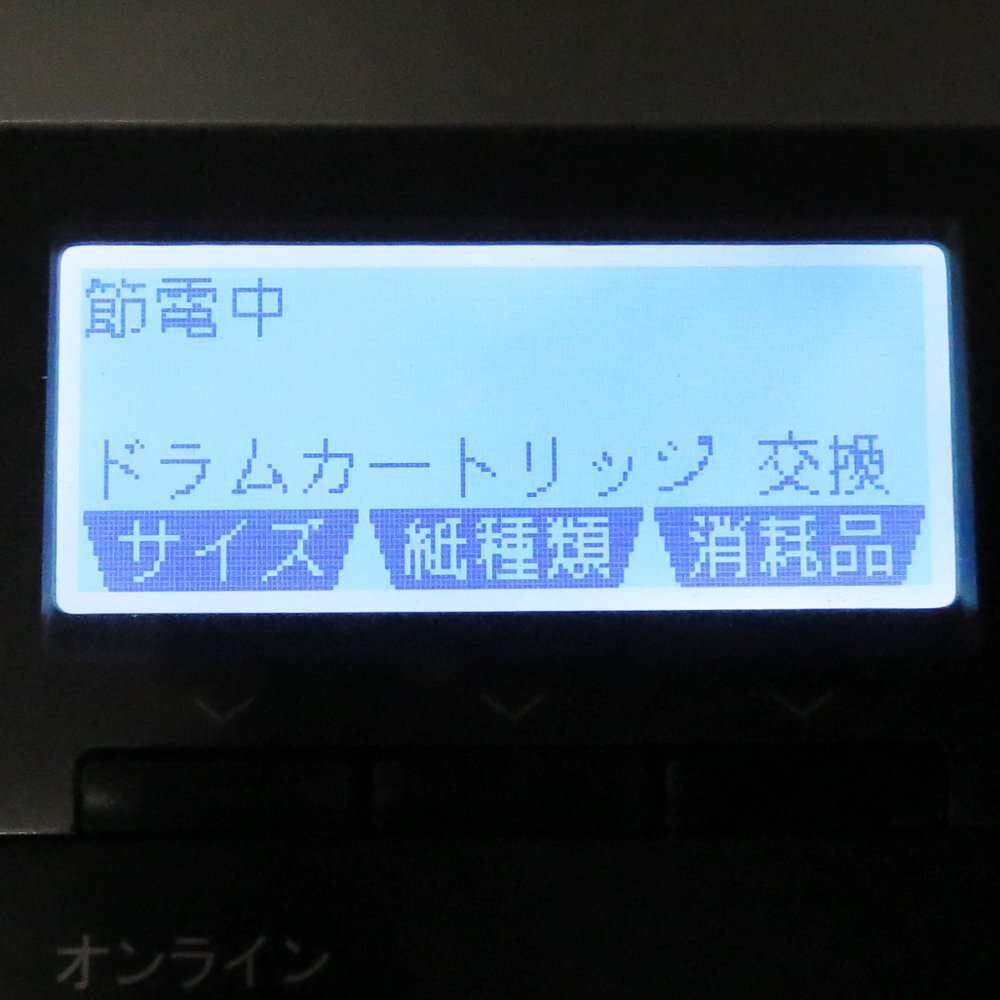 節電中
ドラムカートリッジ 交換
サイズ 紙種類 消耗品
オンライン